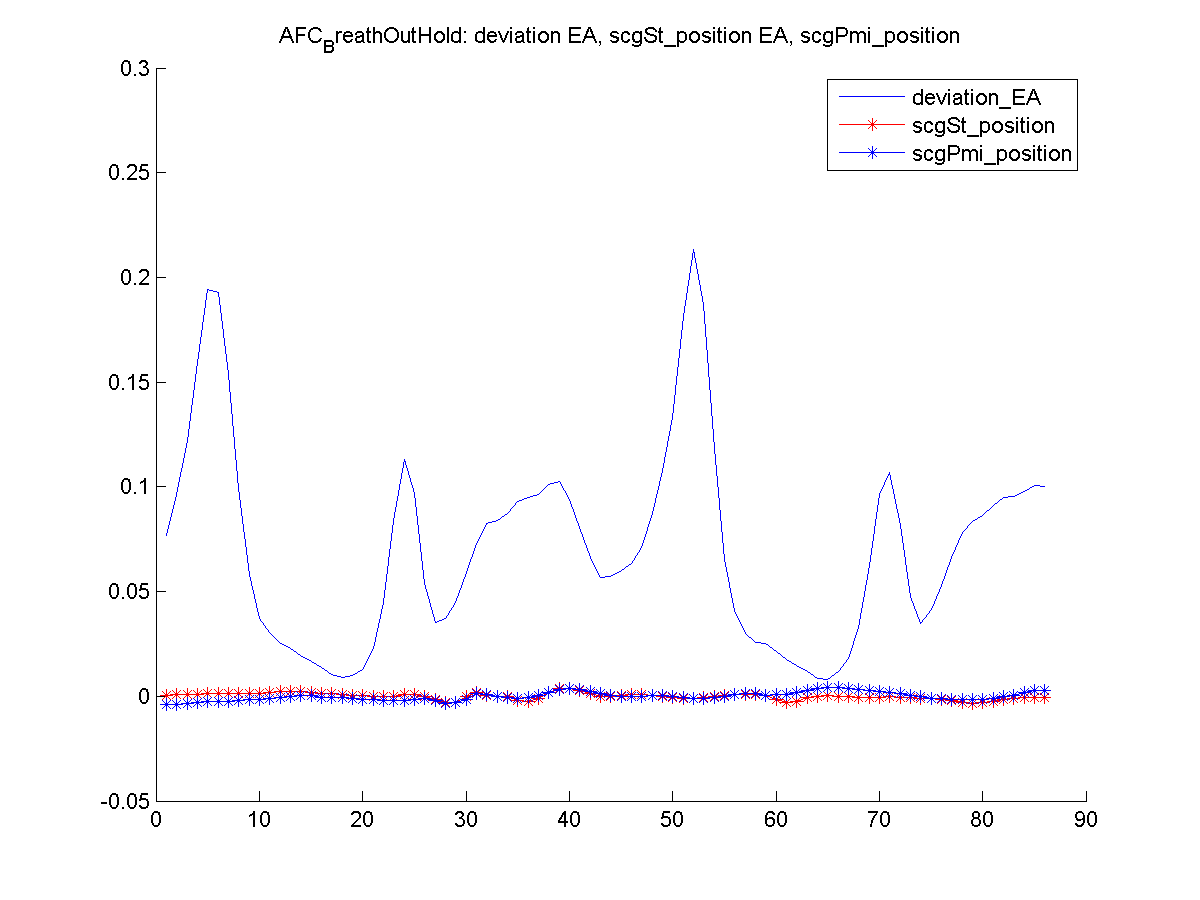 AFC_BreathOutHold: deviation EA, scgSt_position EA, scgPmi_position
0.3
deviation_EA
scgSt_position
scgPmi_position
0.25
0.2
0.15
0.1
0.05
0
-0.05
0 10 20 30 40 50 60 70 80 90